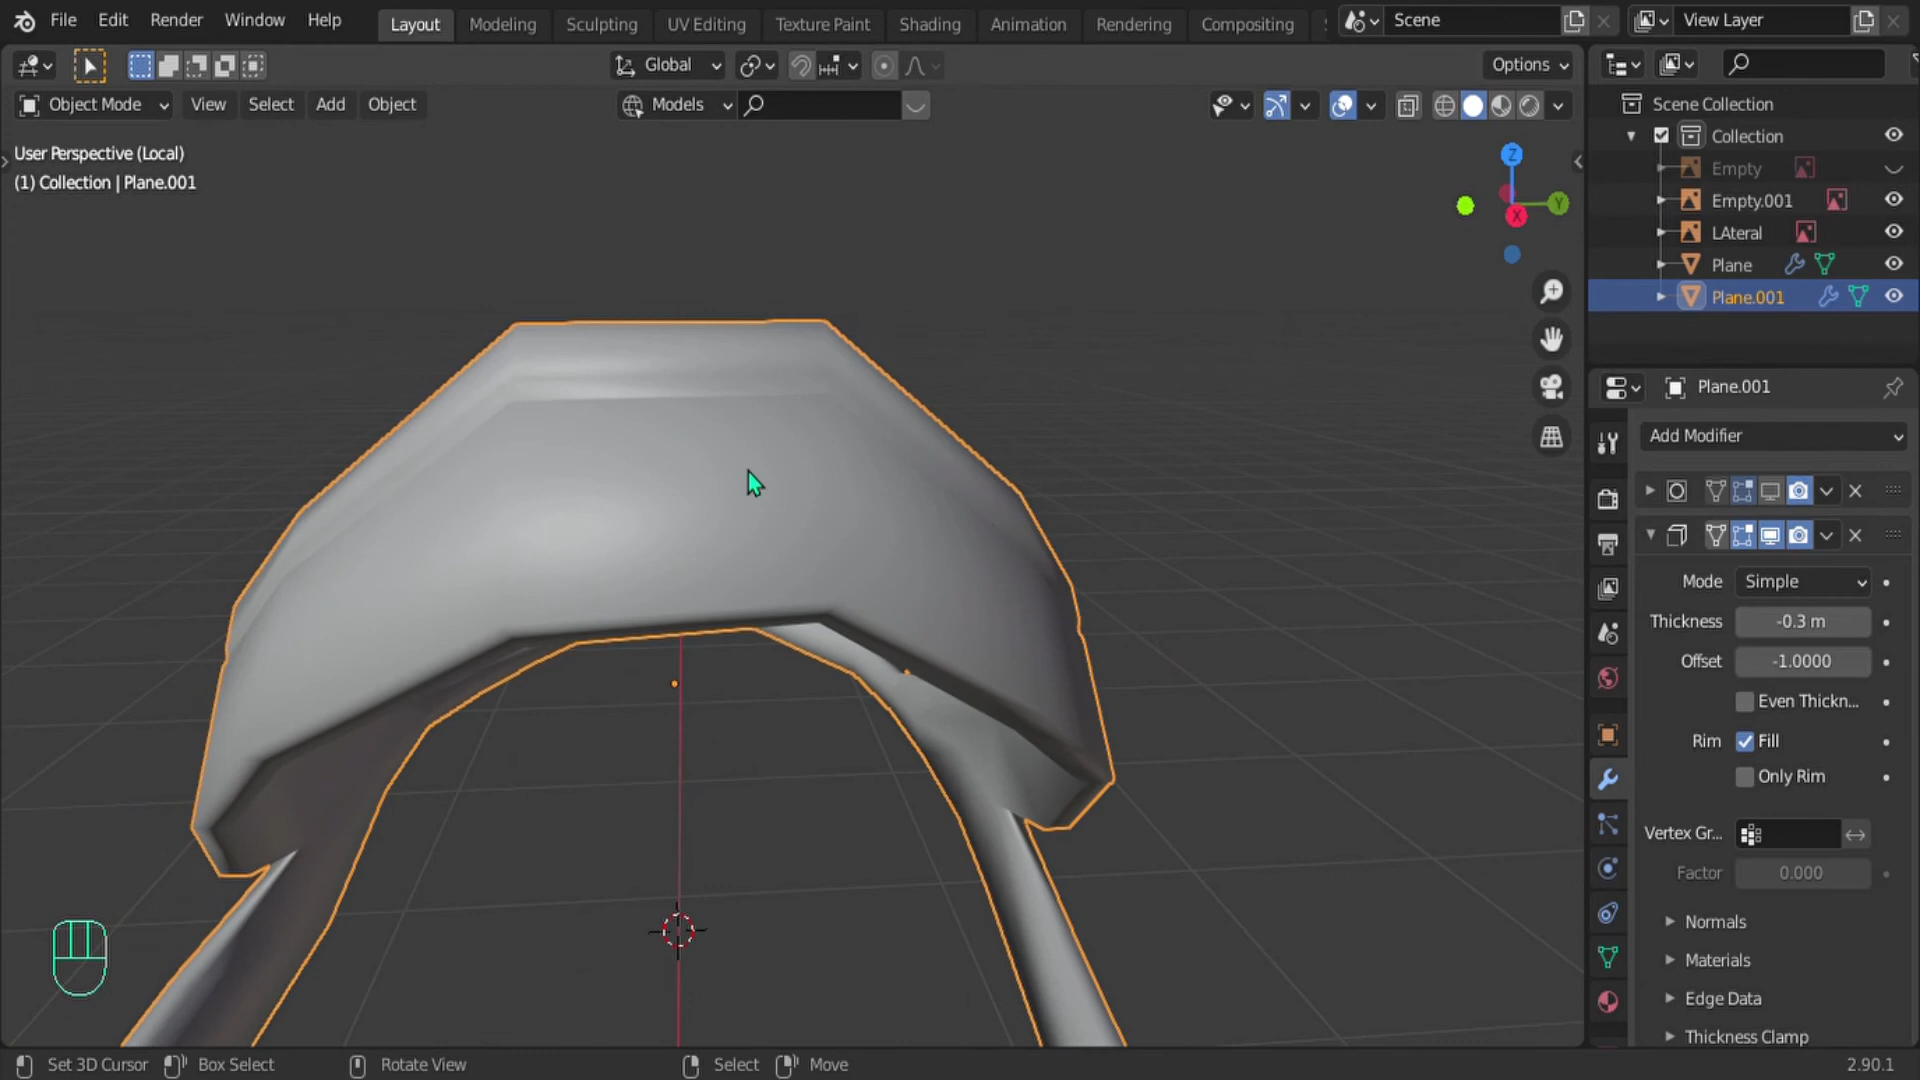 File Edit Render Window Help Layout Modeling Sculpting UV Editing Texture Paint Shading Animation Rendering Compositing Scene View Layer
Global Options
Object Mode View Select Add Object Models
User Perspective (Local)
(1) Collection | Plane.001
Z
Y
X
Scene Collection
Collection
Empty
Empty.001
LAteral
Plane
Plane.001
Plane.001
Add Modifier
Mode Simple
Thickness -0.3 m
Offset -1.0000
Even Thickn...
Rim Fill
Only Rim
Vertex Gr...
Factor 0.000
Normals
Materials
Edge Data
Thickness Clamp
Set 3D Cursor Box Select Rotate View Select Move 2.90.1